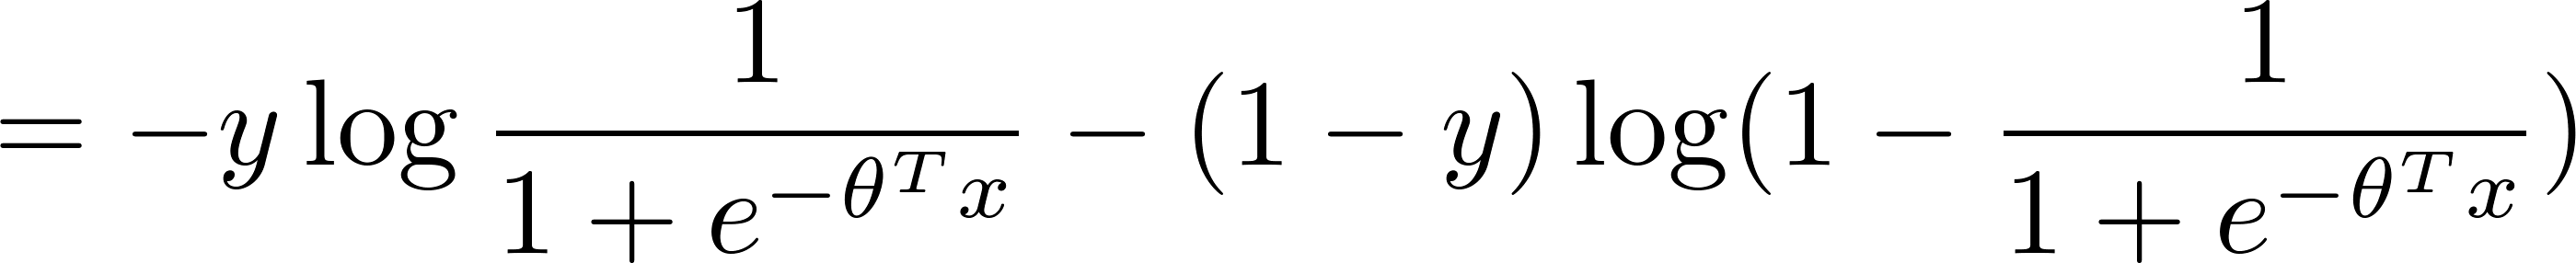 = -y \log \frac{1}{1 + e^{-\theta^T x}} - (1 - y) \log(1 - \frac{1}{1 + e^{-\theta^T x}})